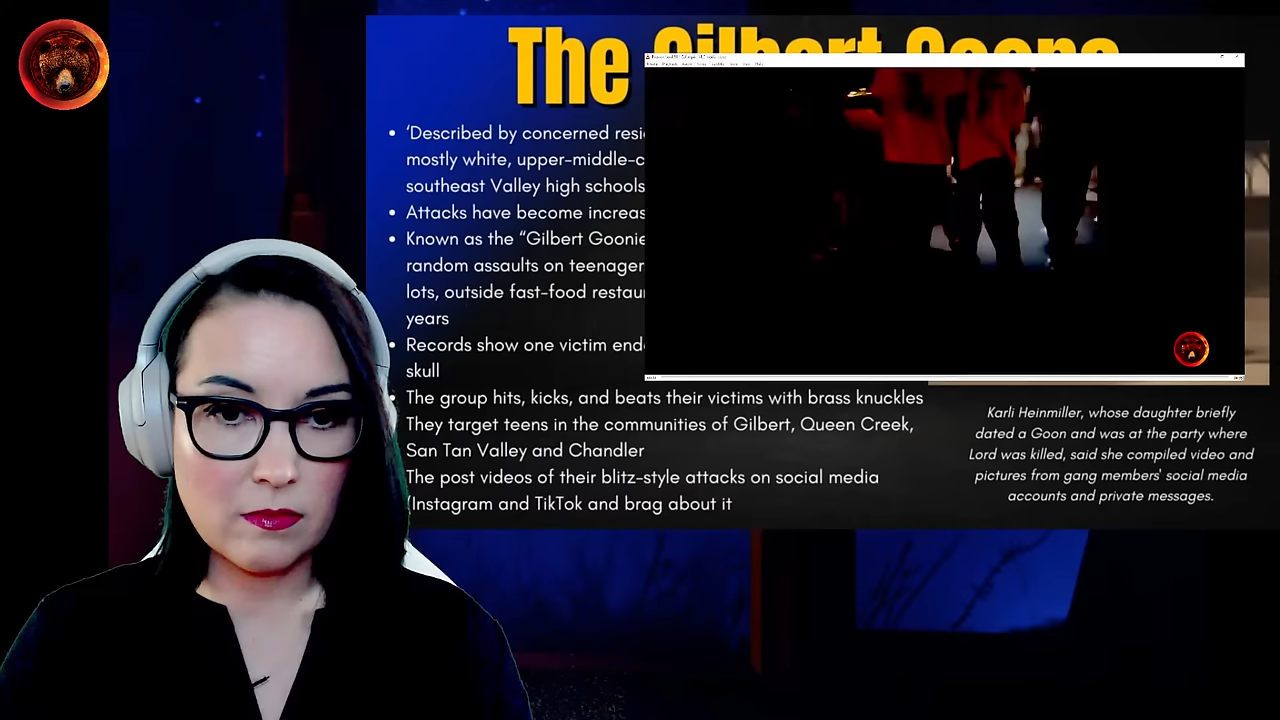 The Gilbert Goons
• ‘Described by concerned resi
mostly white, upper-middle-c
southeast Valley high schools
• Attacks have become increas
• Known as the “Gilbert Goonie
random assaults on teenager
lots, outside fast-food restau
years
• Records show one victim end
skull
• The group hits, kicks, and beats their victims with brass knuckles
They target teens in the communities of Gilbert, Queen Creek,
San Tan Valley and Chandler
The post videos of their blitz-style attacks on social media
(Instagram and TikTok and brag about it
Karli Heinmiller, whose daughter briefly
dated a Goon and was at the party where
Lord was killed, said she compiled video and
pictures from gang members' social media
accounts and private messages.